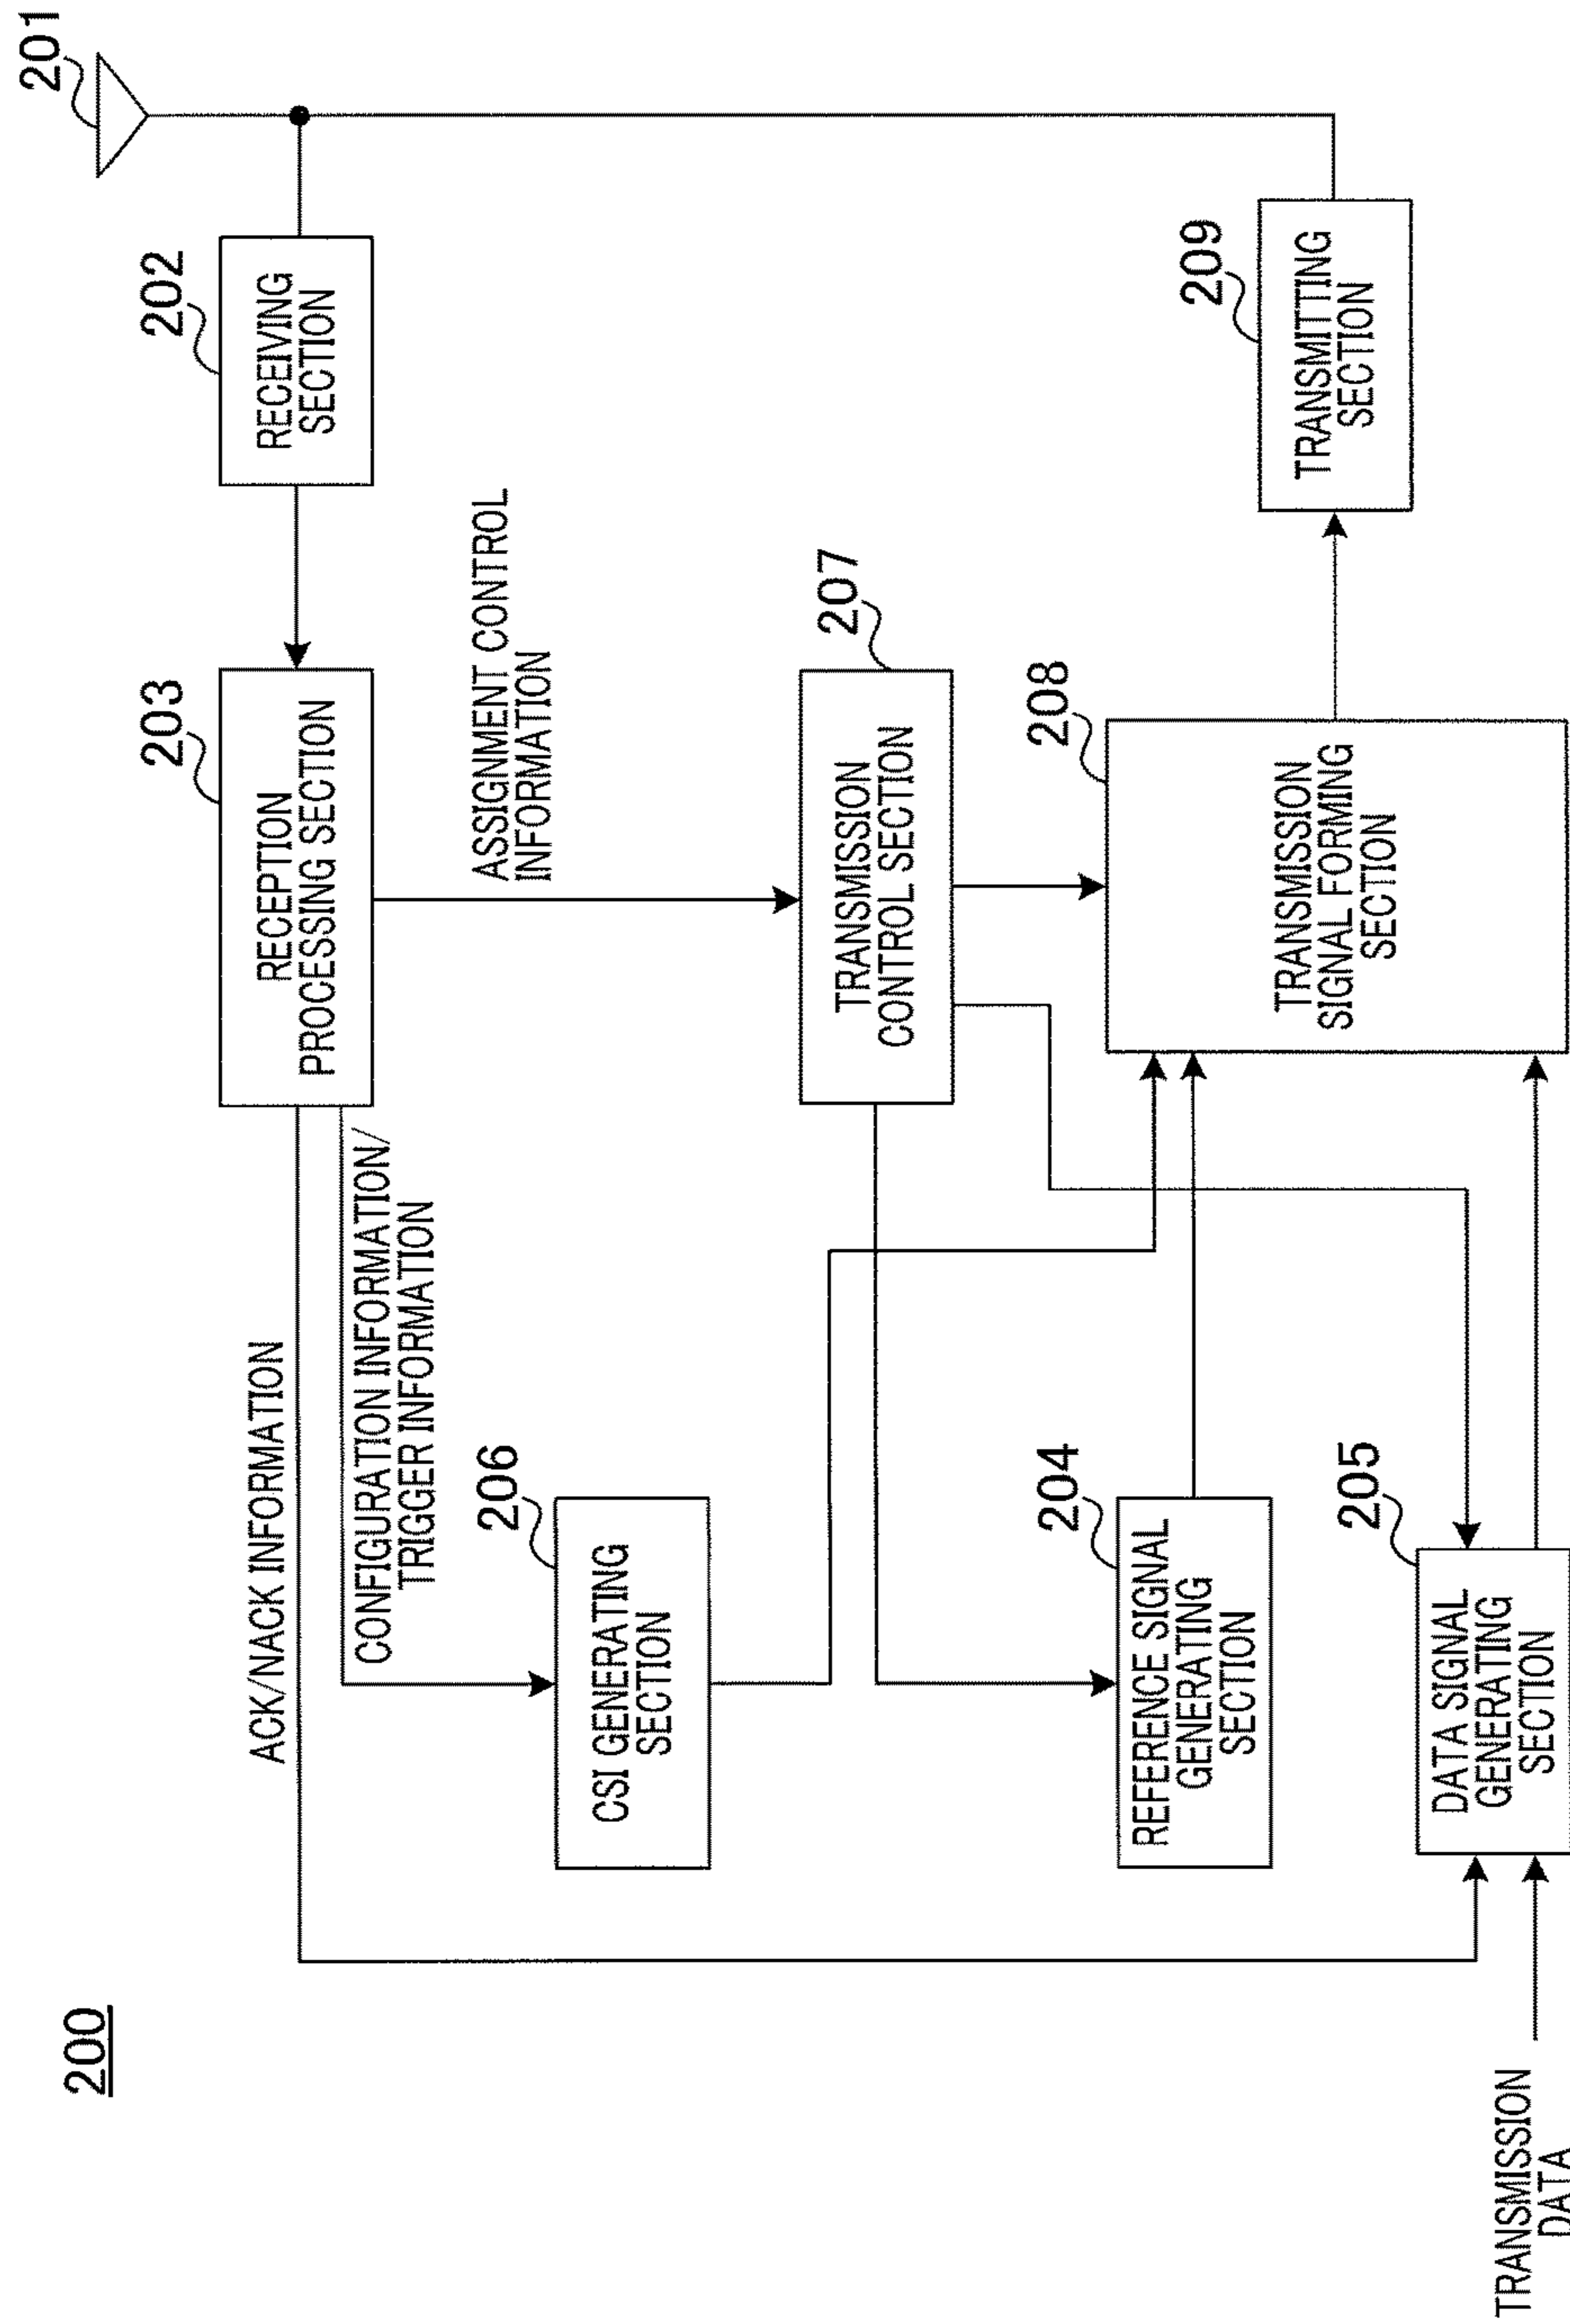 200
201
202
RECEIVING
SECTION
203
RECEPTION
PROCESSING SECTION
ACK/NACK INFORMATION
CONFIGURATION INFORMATION/
TRIGGER INFORMATION
ASSIGNMENT CONTROL
INFORMATION
206
CSI GENERATING
SECTION
207
TRANSMISSION
CONTROL SECTION
204
REFERENCE SIGNAL
GENERATING
SECTION
208
TRANSMISSION
SIGNAL FORMING
SECTION
209
TRANSMITTING
SECTION
205
DATA SIGNAL
GENERATING
SECTION
TRANSMISSION
DATA